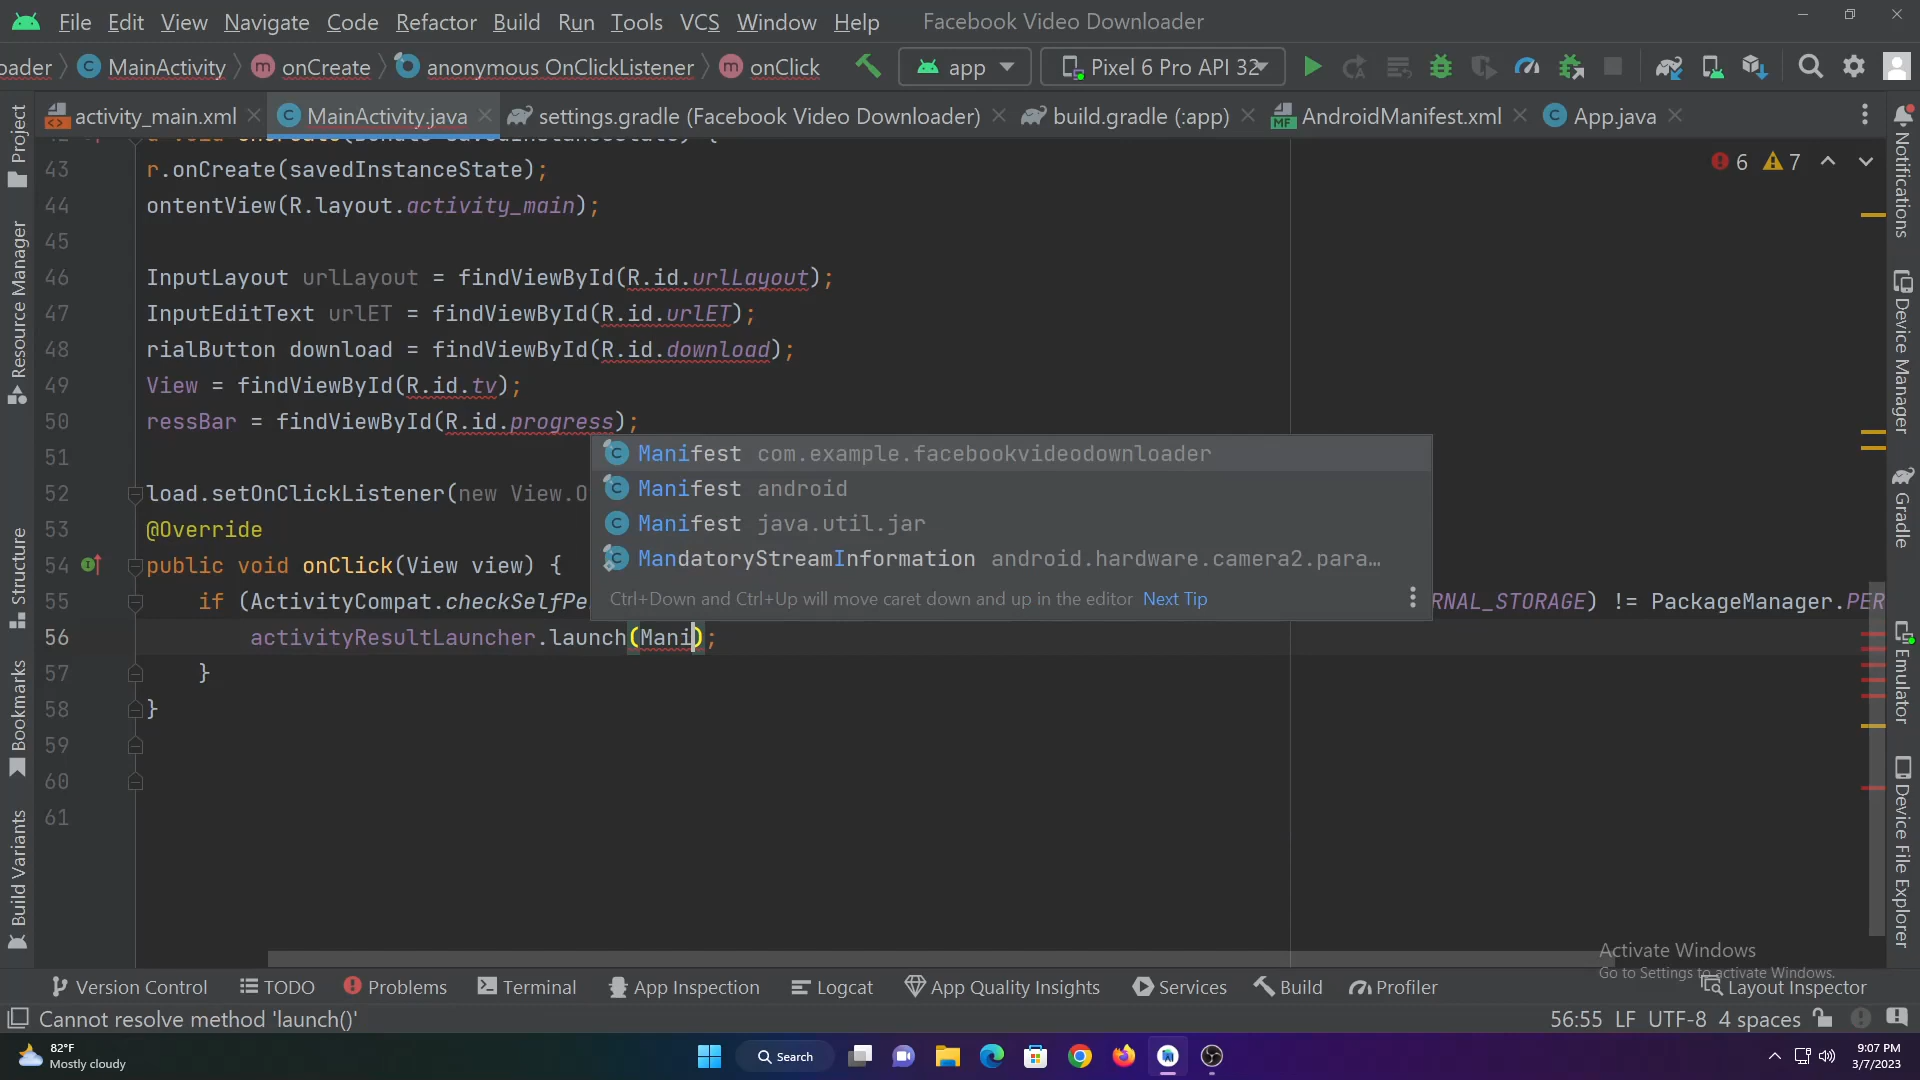 File Edit View Navigate Code Refactor Build Run Tools VCS Window Help Facebook Video Downloader
oader MainActivity onCreate anonymous OnClickListener onClick app Pixel 6 Pro API 32
activity_main.xml MainActivity.java settings.gradle (Facebook Video Downloader) build.gradle (:app) AndroidManifest.xml App.java
6 7
43 r.onCreate(savedInstanceState);
44 ontentView(R.layout.activity_main);
45
46 InputLayout urlLayout = findViewById(R.id.urlLayout);
47 InputEditText urlET = findViewById(R.id.urlET);
48 rialButton download = findViewById(R.id.download);
49 View = findViewById(R.id.tv);
50 ressBar = findViewById(R.id.progress);
51
52 load.setOnClickListener(new View.O
53 @Override
54 public void onClick(View view) {
55 if (ActivityCompat.checkSelfPe RNAL_STORAGE) != PackageManager.PER
56 activityResultLauncher.launch(Mani);
57 }
58 }
59
60
61
Manifest com.example.facebookvideodownloader
Manifest android
Manifest java.util.jar
MandatoryStreamInformation android.hardware.camera2.para…
Ctrl+Down and Ctrl+Up will move caret down and up in the editor Next Tip
Project
Resource Manager
Structure
Bookmarks
Build Variants
Notifications
Device Manager
Gradle
Emulator
Device File Explorer
Activate Windows
Go to Settings to activate Windows.
Version Control TODO Problems Terminal App Inspection Logcat App Quality Insights Services Build Profiler Layout Inspector
Cannot resolve method 'launch()' 56:55 LF UTF-8 4 spaces
82°F
Mostly cloudy
Search
9:07 PM
3/7/2023